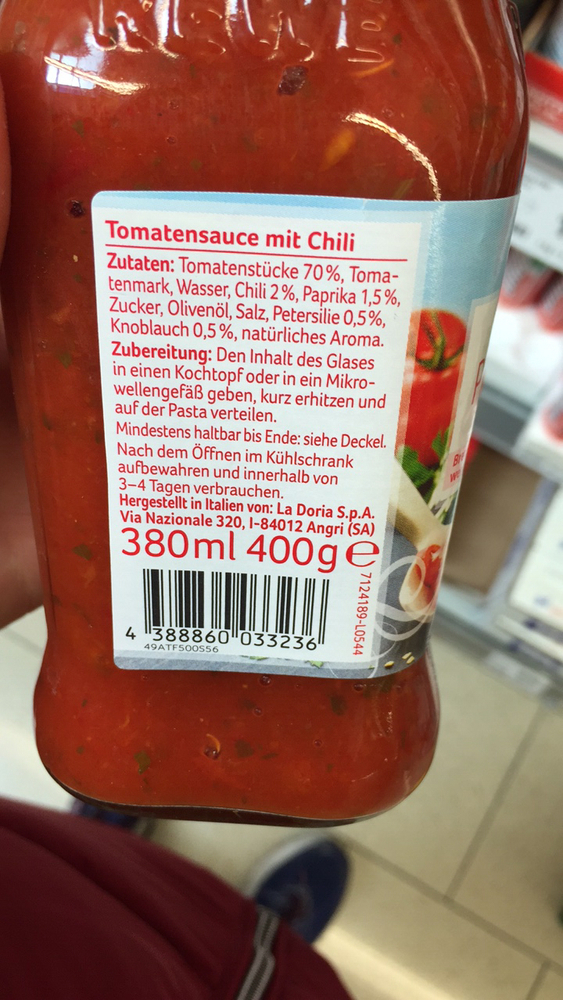 Tomatensauce mit Chili
Zutaten: Tomatenstücke 70%, Toma-
tenmark, Wasser, Chili 2%, Paprika 1,5%,
Zucker, Olivenöl, Salz, Petersilie 0,5%,
Knoblauch 0,5%, natürliches Aroma.
Zubereitung: Den Inhalt des Glases
in einen Kochtopf oder in ein Mikro-
wellengefäß geben, kurz erhitzen und
auf der Pasta verteilen.
Mindestens haltbar bis Ende: siehe Deckel.
Nach dem Öffnen im Kühlschrank
aufbewahren und innerhalb von
3–4 Tagen verbrauchen.
Hergestellt in Italien von: La Doria S.p.A.
Via Nazionale 320, I-84012 Angri (SA)
380ml 400g e
7124189-L0544
4 388860 033236
49ATF500S56